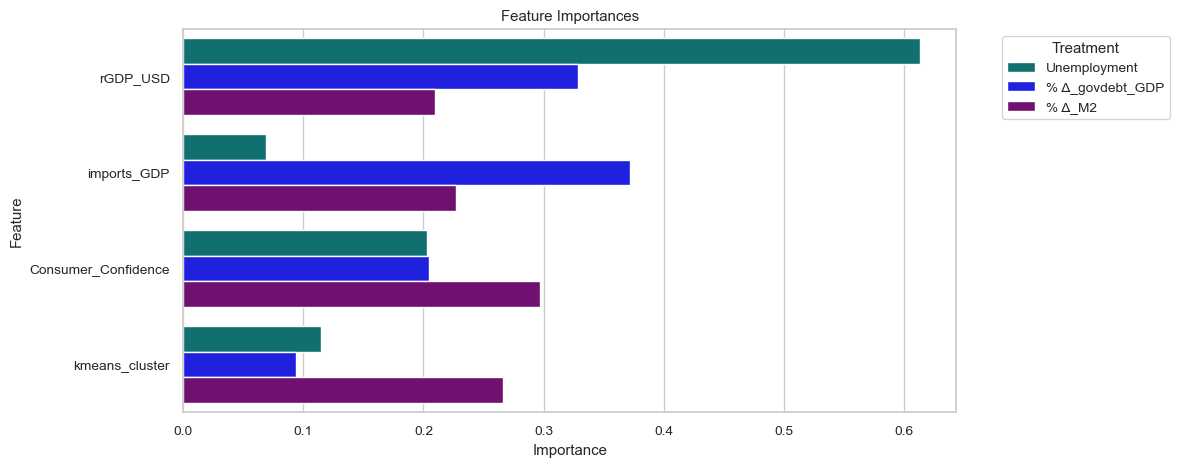 Feature Importances
Treatment
Unemployment
% Δ_govdebt_GDP
% Δ_M2
Feature
rGDP_USD
imports_GDP
Consumer_Confidence
kmeans_cluster
0.0 0.1 0.2 0.3 0.4 0.5 0.6
Importance